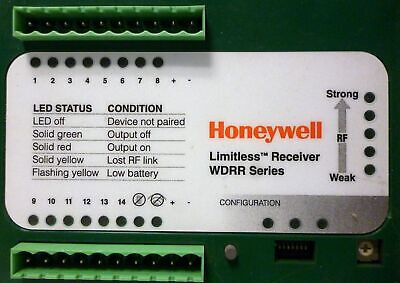 1 2 3 4 5 6 7 8 + -
Strong
LED STATUS CONDITION
LED off Device not paired
Solid green Output off
Solid red Output on
Solid yellow Lost RF link
Flashing yellow Low battery
Honeywell
RF
Limitless™ Receiver
WDRR Series
Weak
9 10 11 12 13 14 + -
CONFIGURATION